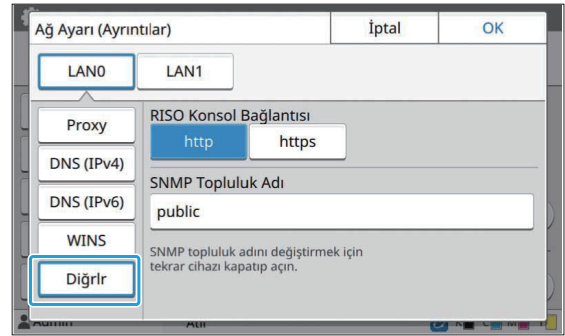 Ağ Ayarı (Ayrıntılar)
İptal
OK
LAN0
LAN1
Proxy
DNS (IPv4)
DNS (IPv6)
WINS
Diğrlr
RISO Konsol Bağlantısı
http
https
SNMP Topluluk Adı
public
SNMP topluluk adını değiştirmek için
tekrar cihazı kapatıp açın.
Admin